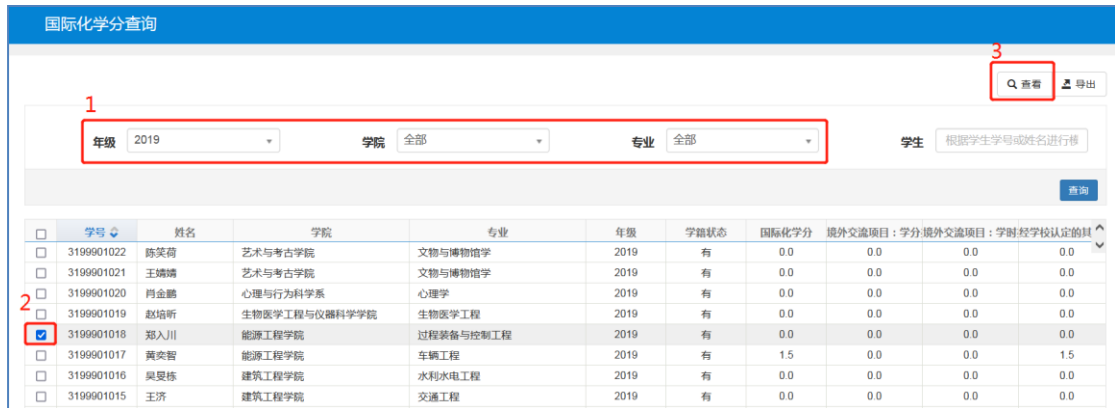 国际化学分查询
3
查看 导出
1
年级 2019 学院 全部 专业 全部 学生 根据学生学号或姓名进行模
查询
学号 姓名 学院 专业 年级 学籍状态 国际化学分 境外交流项目：学分 境外交流项目：学时 经学校认定的其
3199901022 陈笑荷 艺术与考古学院 文物与博物馆学 2019 有 0.0 0.0 0.0 0.0
3199901021 王婧婧 艺术与考古学院 文物与博物馆学 2019 有 0.0 0.0 0.0 0.0
3199901020 肖金鹏 心理与行为科学系 心理学 2019 有 0.0 0.0 0.0 0.0
2
3199901019 赵培昕 生物医学工程与仪器科学学院 生物医学工程 2019 有 0.0 0.0 0.0 0.0
3199901018 郑入川 能源工程学院 过程装备与控制工程 2019 有 0.0 0.0 0.0 0.0
3199901017 黄奕智 能源工程学院 车辆工程 2019 有 1.5 0.0 0.0 1.5
3199901016 吴旻栋 建筑工程学院 水利水电工程 2019 有 0.0 0.0 0.0 0.0
3199901015 王济 建筑工程学院 交通工程 2019 有 0.0 0.0 0.0 0.0